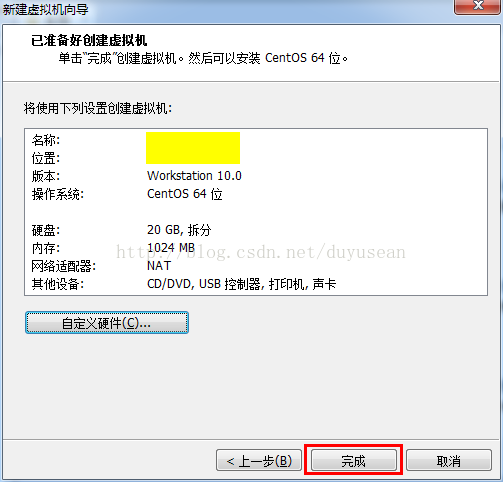 新建虚拟机向导
已准备好创建虚拟机
单击“完成”创建虚拟机。然后可以安装 CentOS 64 位。
将使用下列设置创建虚拟机:
名称:
位置:
版本: Workstation 10.0
操作系统: CentOS 64 位
硬盘: 20 GB, 拆分
内存: 1024 MB
http://blog.csdn.net/duyusean
网络适配器: NAT
其他设备: CD/DVD, USB 控制器, 打印机, 声卡
自定义硬件(C)...
< 上一步(B) 完成 取消